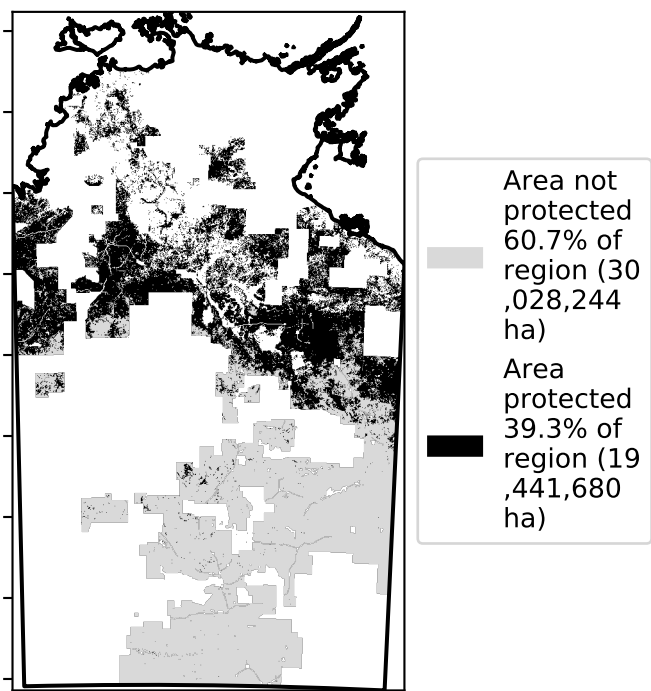 Area not
protected
60.7% of
region (30
,028,244
ha)
Area
protected
39.3% of
region (19
,441,680
ha)